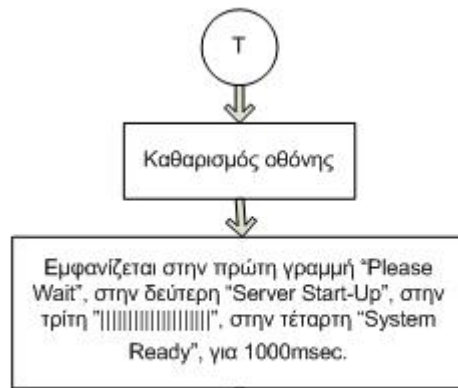 Τ
Καθαρισμός οθόνης
Εμφανίζεται στην πρώτη γραμμή “Please
Wait”, στην δεύτερη “Server Start-Up”, στην
τρίτη ”||||||||||||||||||||”, στην τέταρτη “System
Ready”, για 1000msec.